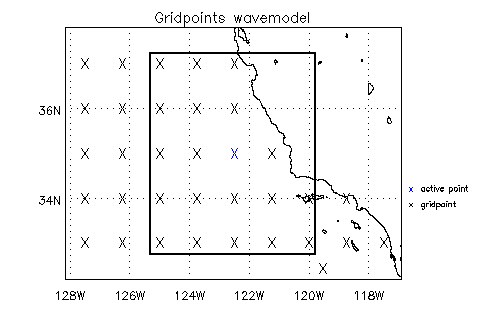 Gridpoints wavemodel
36N
34N
x active point
x gridpoint
128W 126W 124W 122W 120W 118W